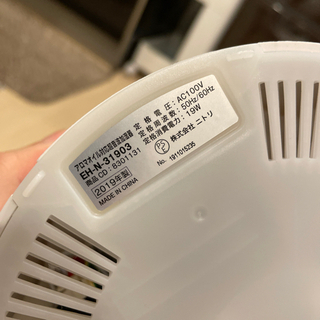 アロマオイル対応超音波加湿器
EH-N-31903
商品CD：8301131
2019年製
MADE IN CHINA
定格電圧：AC100V
定格周波数：50Hz/60Hz
定格消費電力：19W
PSE
株式会社 ニトリ
No. 1911015235